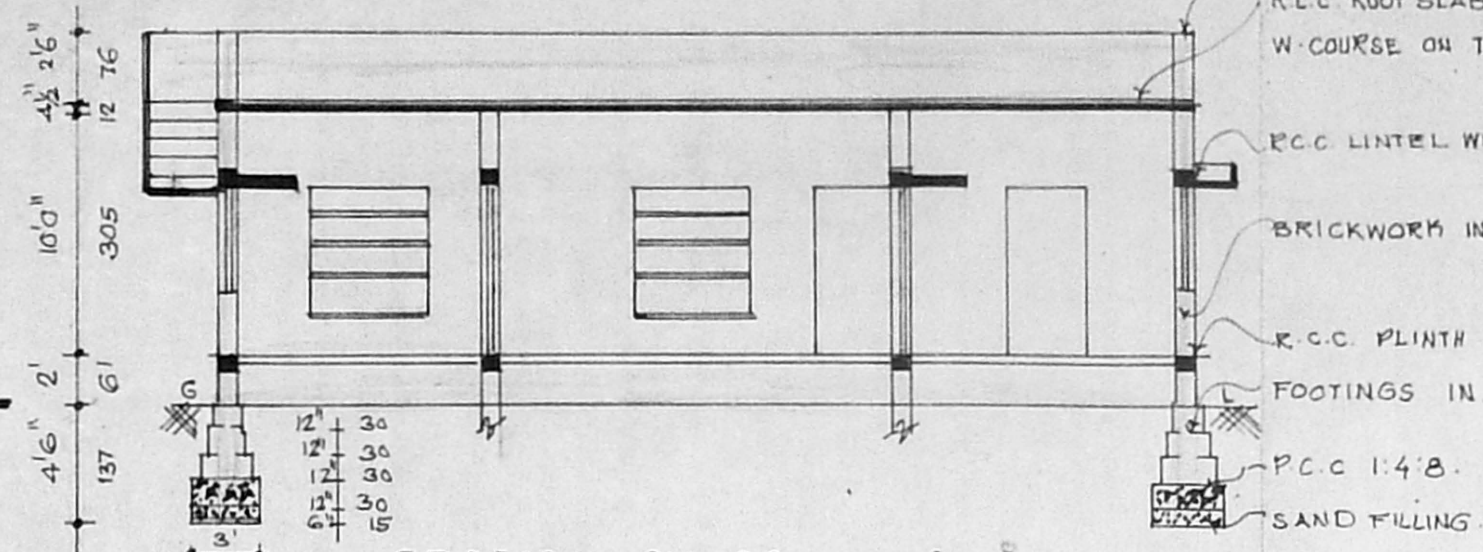 R.C.C. ROOF SLAB
W.COURSE ON T
R.C.C. LINTEL W
BRICKWORK IN
R.C.C. PLINTH
FOOTINGS IN
P.C.C 1:4:8.
SAND FILLING
2'6" 76
4½" 12
10'0" 305
2' 61
4'6" 137
G L
12" 30
12" 30
12" 30
12" 30
6" 15
3'